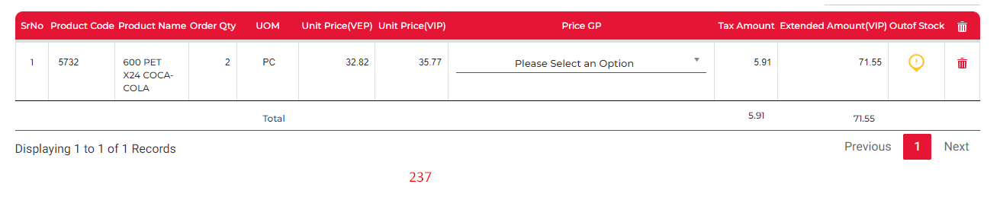 SrNo Product Code Product Name Order Qty UOM Unit Price(VEP) Unit Price(VIP) Price GP Tax Amount Extended Amount(VIP) Outof Stock
1 5732 600 PET 2 PC 32.82 35.77 Please Select an Option 5.91 71.55
X24 COCA-
COLA
Total 5.91 71.55
Displaying 1 to 1 of 1 Records Previous 1 Next
237